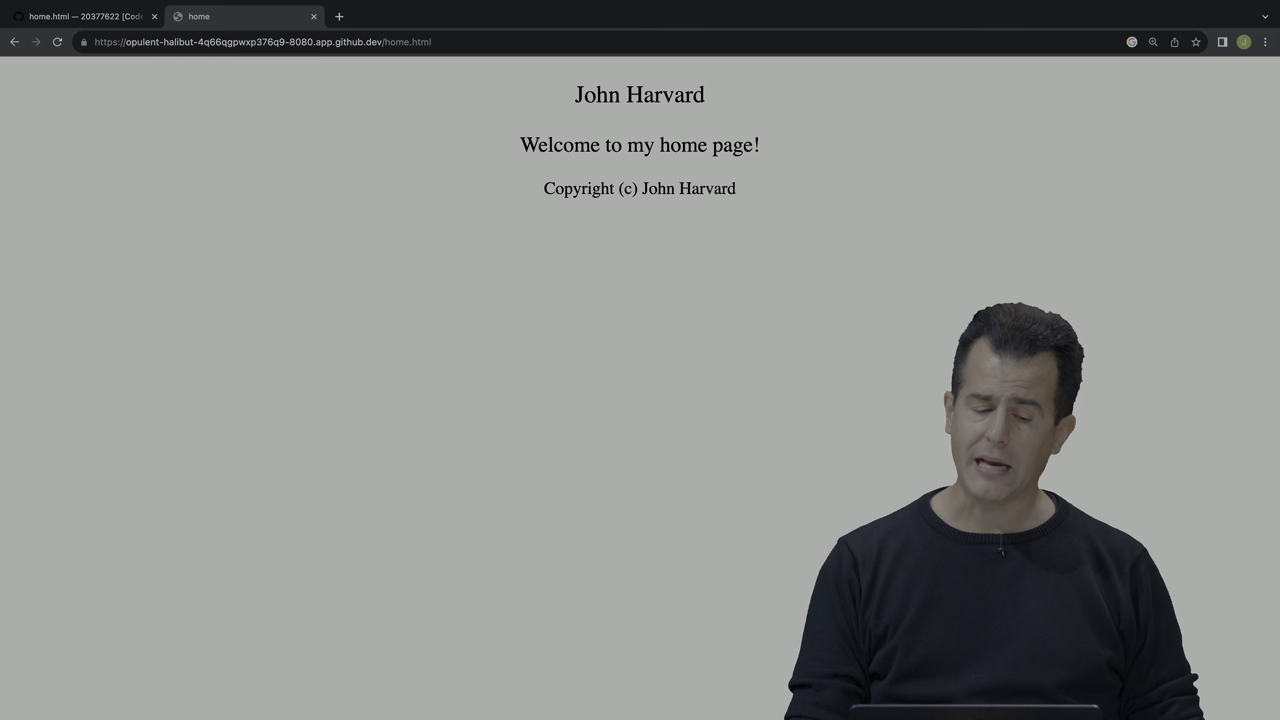 home.html — 20377622 [Code
home
https://opulent-halibut-4q66qgpwxp376q9-8080.app.github.dev/home.html
J
John Harvard
Welcome to my home page!
Copyright (c) John Harvard